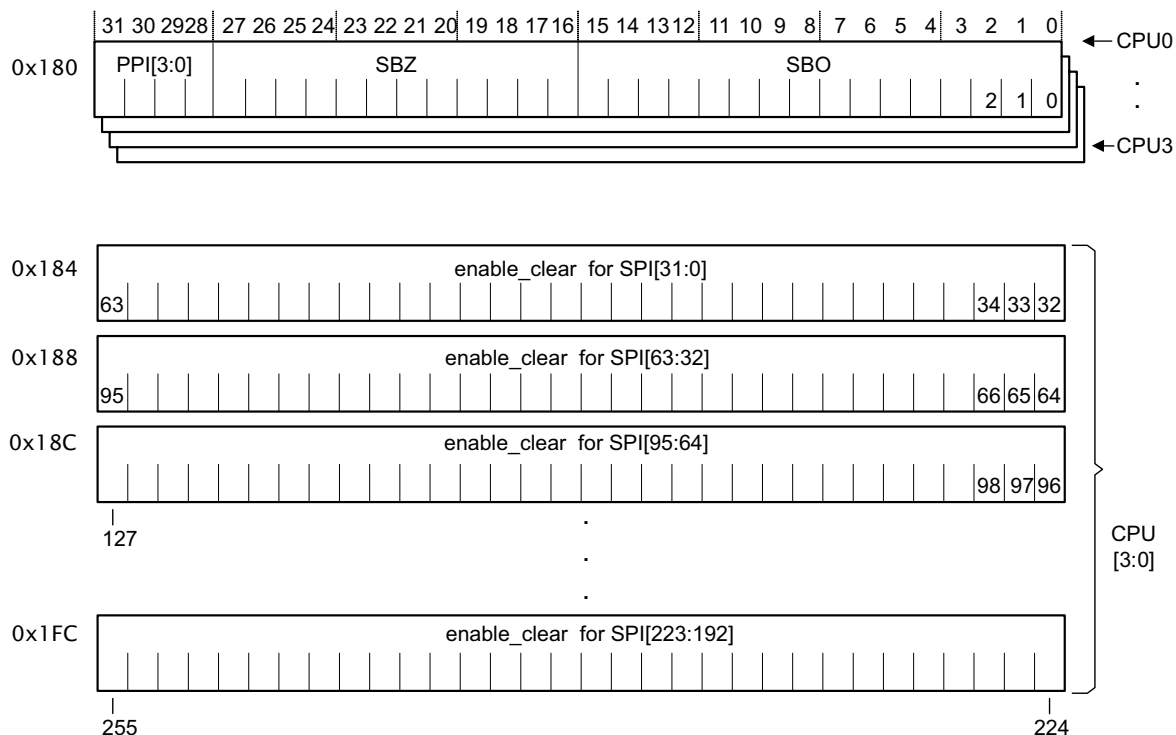 31 30 29 28 27 26 25 24 23 22 21 20 19 18 17 16 15 14 13 12 11 10 9 8 7 6 5 4 3 2 1 0
CPU0
0x180
PPI[3:0] SBZ SBO
2 1 0
.
.
CPU3
0x184
enable_clear for SPI[31:0]
63 34 33 32
0x188
enable_clear for SPI[63:32]
95 66 65 64
0x18C
enable_clear for SPI[95:64]
98 97 96
127
.
.
.
CPU
[3:0]
0x1FC
enable_clear for SPI[223:192]
255 224